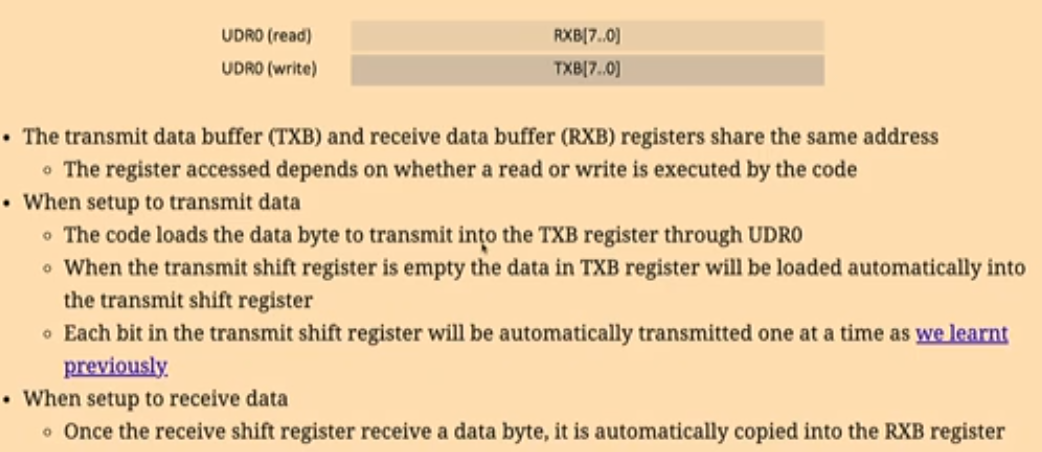 UDR0 (read) RXB[7..0]
UDR0 (write) TXB[7..0]
• The transmit data buffer (TXB) and receive data buffer (RXB) registers share the same address
◦ The register accessed depends on whether a read or write is executed by the code
• When setup to transmit data
◦ The code loads the data byte to transmit into the TXB register through UDR0
◦ When the transmit shift register is empty the data in TXB register will be loaded automatically into
the transmit shift register
◦ Each bit in the transmit shift register will be automatically transmitted one at a time as we learnt
previously
• When setup to receive data
◦ Once the receive shift register receive a data byte, it is automatically copied into the RXB register